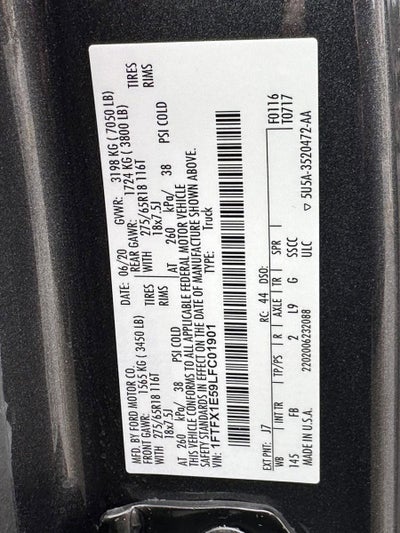 MFD. BY FORD MOTOR CO. DATE: 06/20 GVWR: 3198 KG ( 7050 LB)
FRONT GAWR: 1565 KG ( 3450 LB) REAR GAWR: 1724 KG ( 3800 LB)
WITH 275/65R18 116T TIRES WITH 275/65R18 116T TIRES
18x7.5J RIMS 18x7.5J RIMS
AT 260 kPa/ 38 PSI COLD AT 260 kPa/ 38 PSI COLD
THIS VEHICLE CONFORMS TO ALL APPLICABLE FEDERAL MOTOR VEHICLE
SAFETY STANDARDS IN EFFECT ON THE DATE OF MANUFACTURE SHOWN ABOVE.
VIN: 1FTFX1E59LFC01901 TYPE: Truck
F0116
T0717
EXT PNT: J7 RC: 44 DSO:
WB INT TR TP/PS R AXLE TR SPR
145 FB 2 L9 G SSCC
2202006232088 ULC
MADE IN U.S.A. ▽ 5U5A-3520472-AA